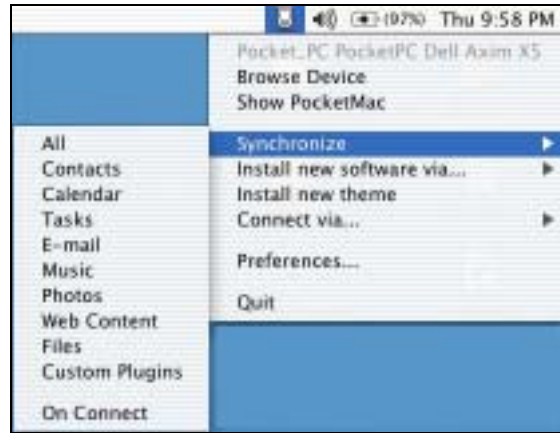 (97%) Thu 9:58 PM
Pocket_PC PocketPC Dell Axim X5
Browse Device
Show PocketMac
Synchronize
Install new software via...
Install new theme
Connect via...
Preferences...
Quit
All
Contacts
Calendar
Tasks
E-mail
Music
Photos
Web Content
Files
Custom Plugins
On Connect